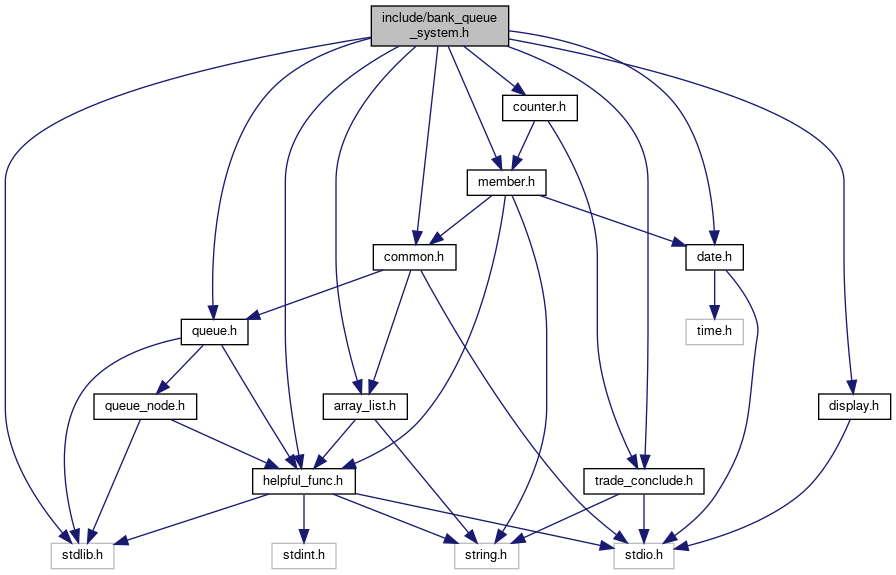 include/bank_queue
_system.h
counter.h
member.h
common.h
date.h
queue.h
time.h
queue_node.h
array_list.h
display.h
helpful_func.h
trade_conclude.h
stdlib.h
stdint.h
string.h
stdio.h